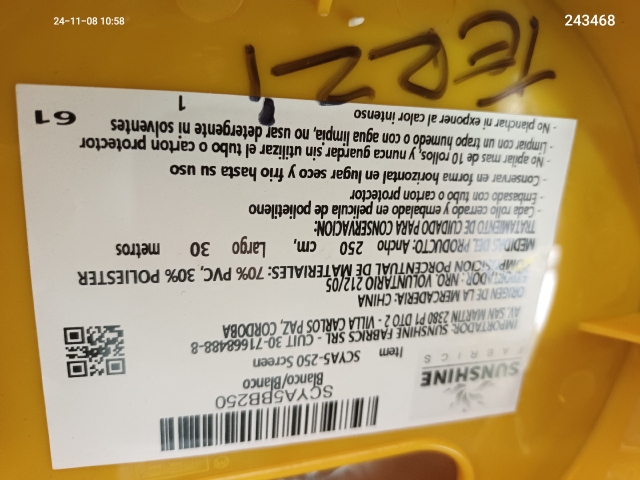 24-11-08 10:58
243468
TER21
SUNSHINE
FABRICS
SCYA5BB250
Blanco/Blanco
Item SCYA5-250 Screen
IMPORTADOR: SUNSHINE FABRICS SRL - CUIT 30-71668488-8
AV. SAN MARTIN 2380 P1 DTO 2 - VILLA CARLOS PAZ, CORDOBA
ORIGEN DE LA MERCADERIA: CHINA
EXPORTADOR: NRO. VOLUNTARIO 212/05
COMPOSICION PORCENTUAL DE MATERIALES: 70% PVC, 30% POLIESTER
MEDIDAS DEL PRODUCTO: Ancho 250 cm, Largo 30 metros
TRATAMIENTO DE CUIDADO PARA CONSERVACION:
- Cada rollo cerrado y embalado en pelicula de polietileno
- Embasado con tubo o carton protector
- Conservar en forma en horizontal en lugar seco y frio hasta su uso
- No apilar mas de 10 rollos, y nunca guardar sin utilizar el tubo o carton protector
- Limpiar con un trapo humedo o con agua limpia, no usar detergente ni solventes
- No planchar ni exponer al calor intenso
1
61